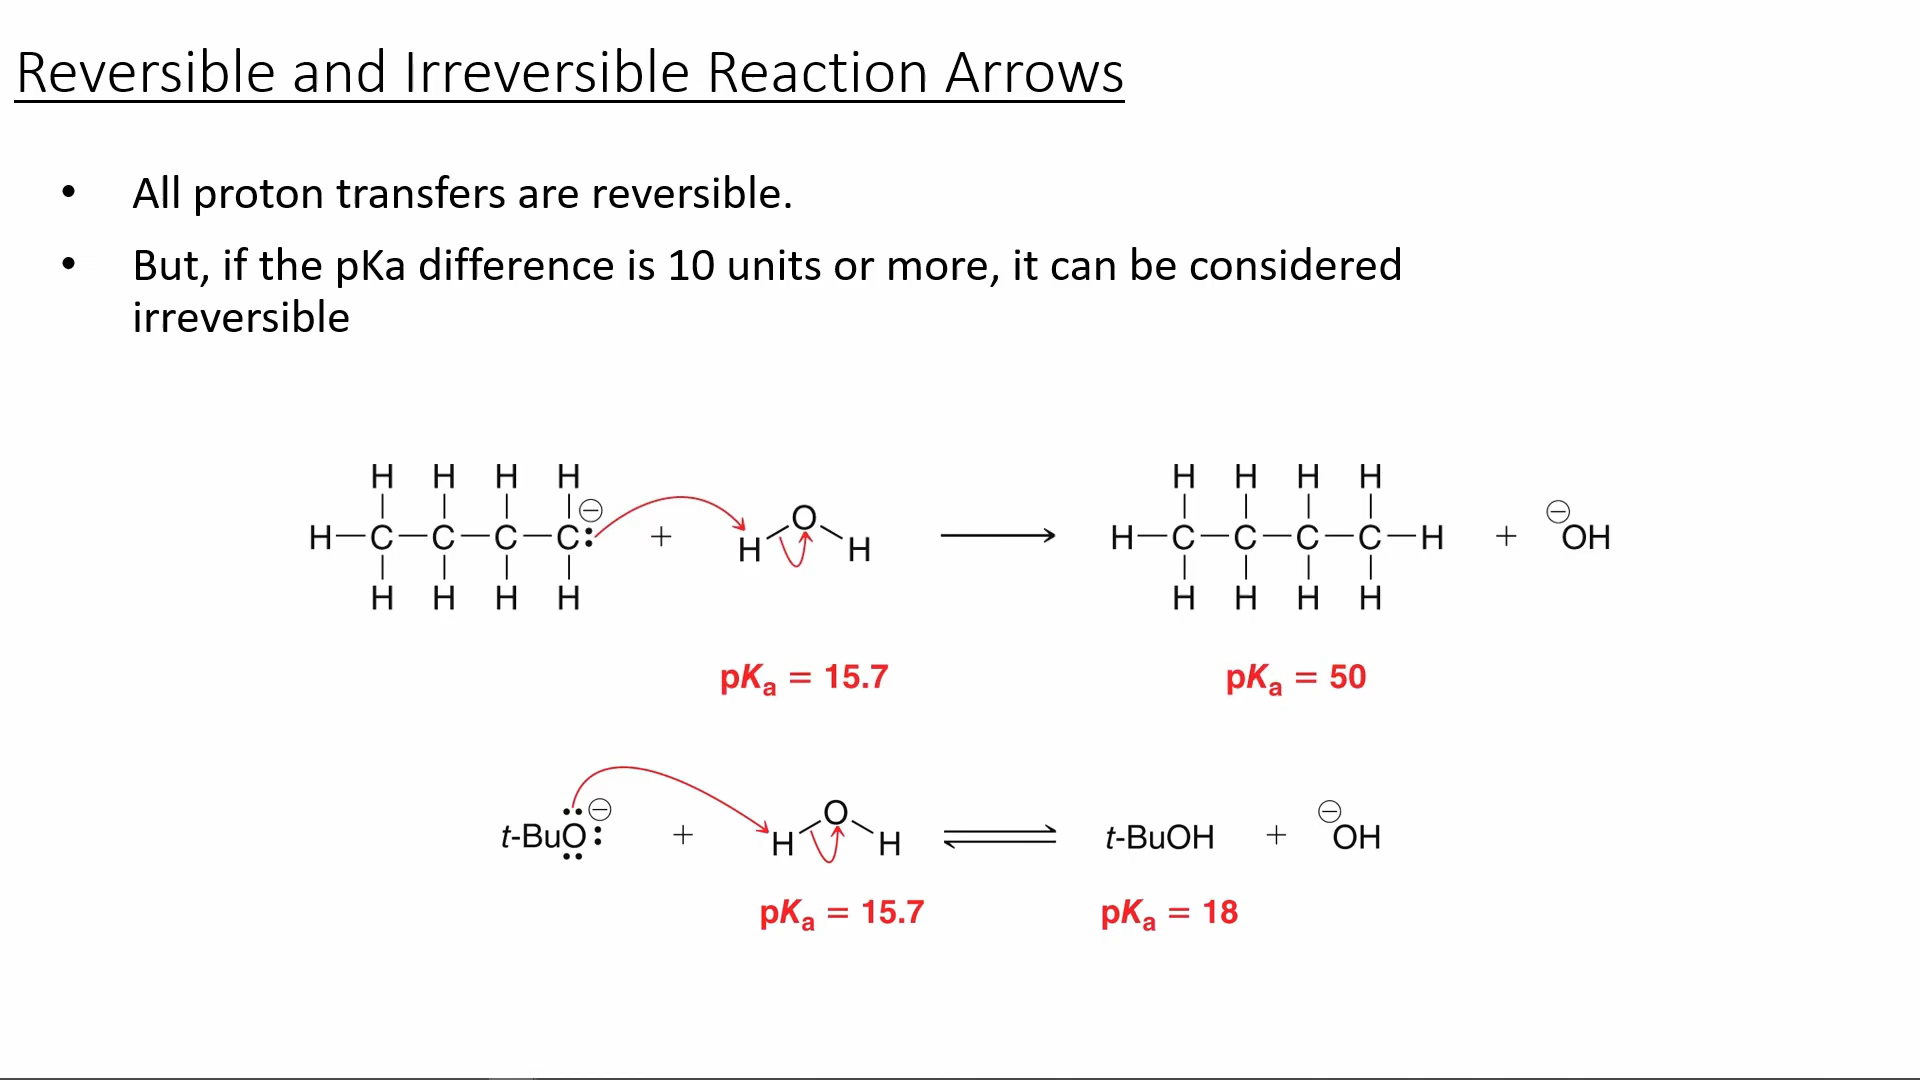 Reversible and Irreversible Reaction Arrows
• All proton transfers are reversible.
• But, if the pKa difference is 10 units or more, it can be considered
irreversible
H H H H H H H H
H—C—C—C—C:⊖ + H O H ⟶ H—C—C—C—C—H + ⊖OH
H H H H H H H H
pKa = 15.7 pKa = 50
t-BuO:⊖ + H O H ⇌ t-BuOH + ⊖OH
pKa = 15.7 pKa = 18